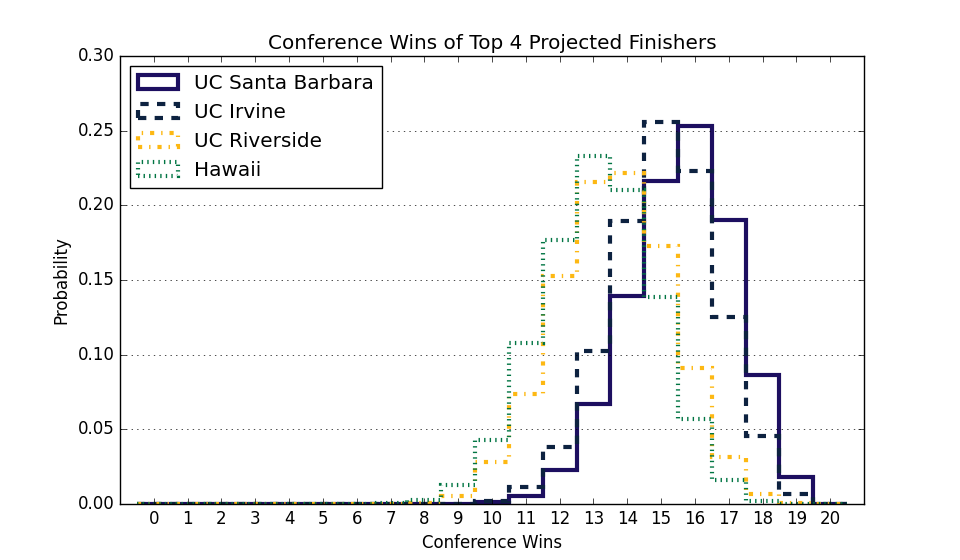 Conference Wins of Top 4 Projected Finishers
0.30
0.25
0.20
0.15
0.10
0.05
0.00
Probability
UC Santa Barbara
UC Irvine
UC Riverside
Hawaii
0 1 2 3 4 5 6 7 8 9 10 11 12 13 14 15 16 17 18 19 20
Conference Wins